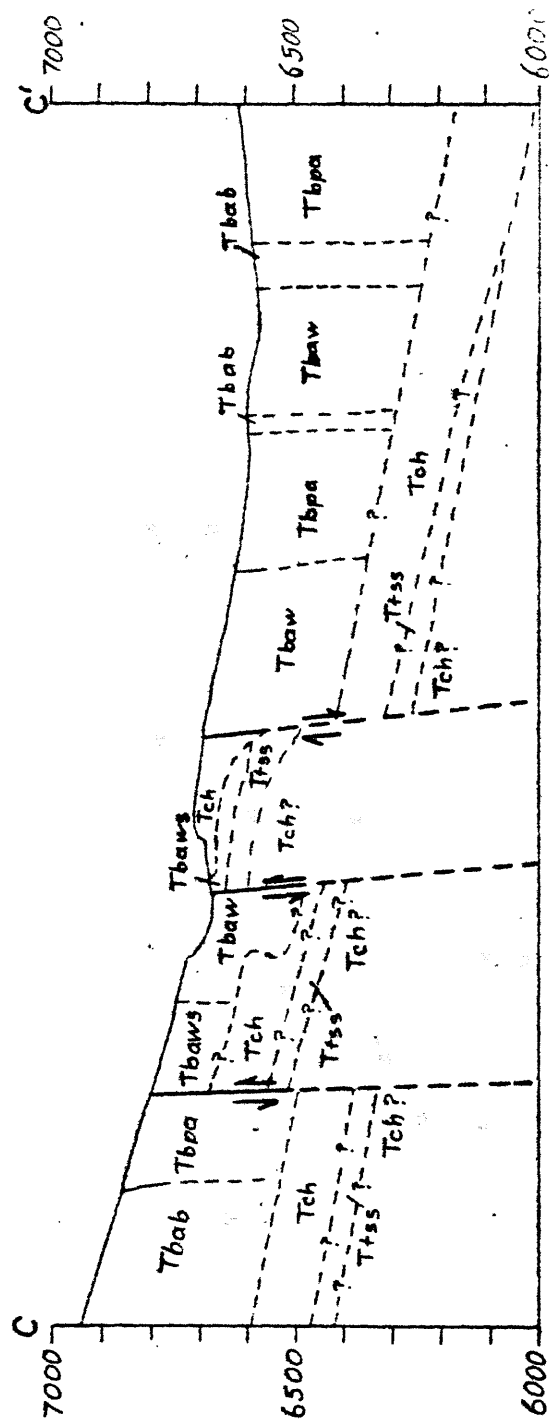 C
C'
7000
6500
6000
7000
6500
6000
Tbab
Tbpa
Tbaws
Tbaw
Tbaws
Tch
Ttss
Tch?
Tbaw
Tbpa
Tbab
Tbaw
Tbab
Tbpa
Tch
?
?
?
Ttss
Tch?
?
Tch
?
?
?
?
?
Ttss
Tch?
?
?
?
Tch
?
?
Ttss
Tch?
?
?